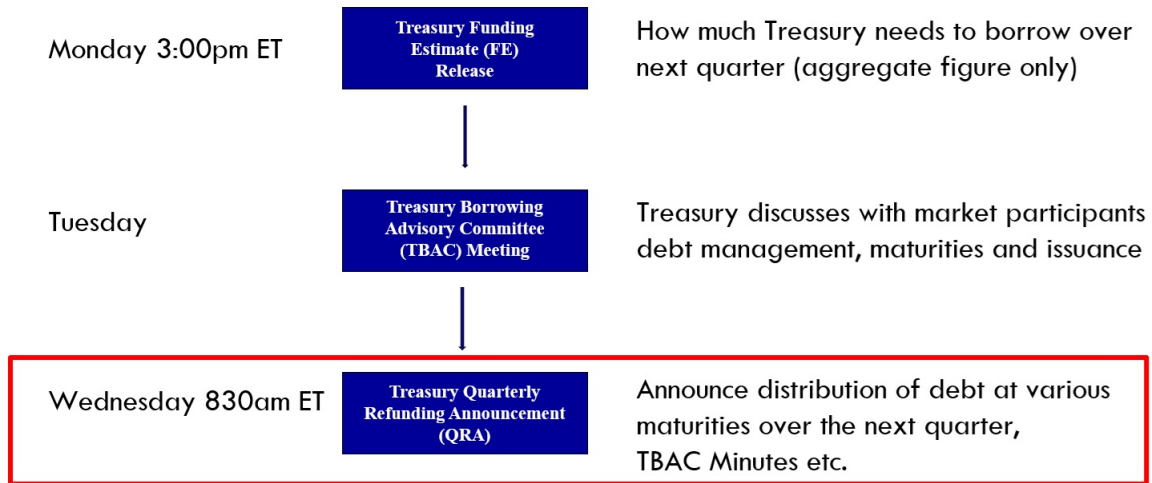 Monday 3:00pm ET
Treasury Funding
Estimate (FE)
Release
How much Treasury needs to borrow over
next quarter (aggregate figure only)
Tuesday
Treasury Borrowing
Advisory Committee
(TBAC) Meeting
Treasury discusses with market participants
debt management, maturities and issuance
Wednesday 830am ET
Treasury Quarterly
Refunding Announcement
(QRA)
Announce distribution of debt at various
maturities over the next quarter,
TBAC Minutes etc.